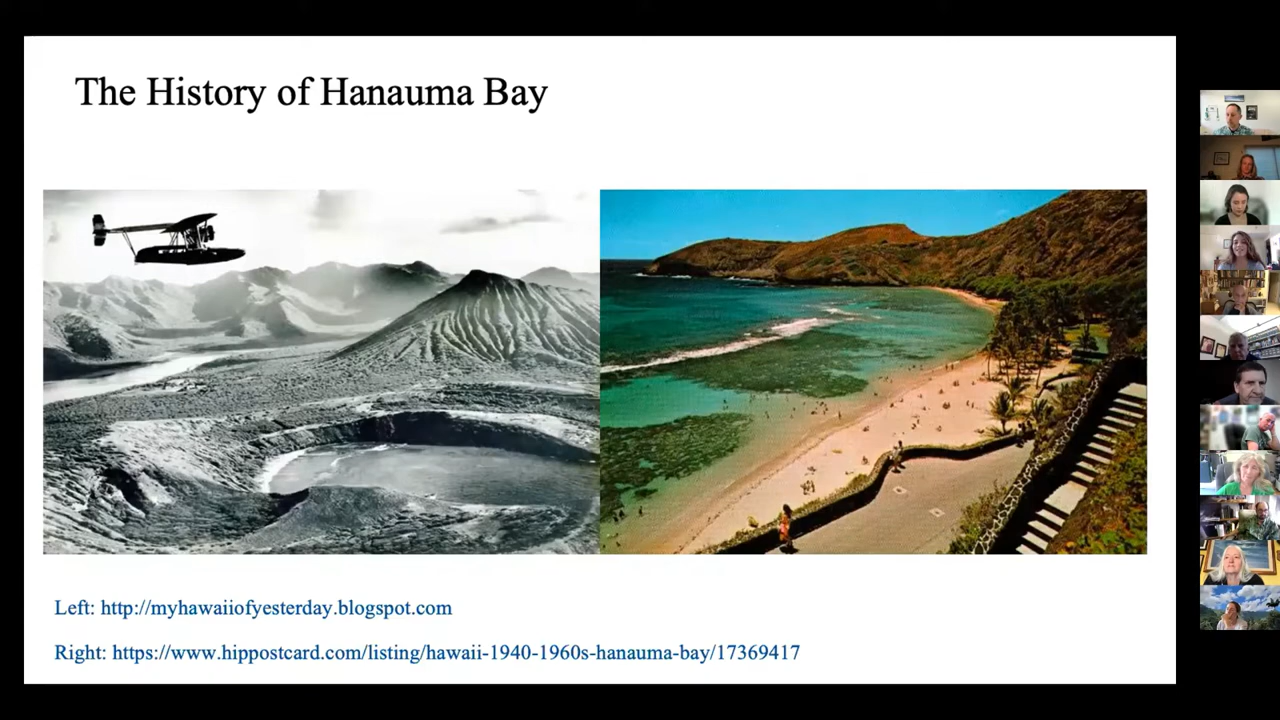 The History of Hanauma Bay
Left: http://myhawaiiofyesterday.blogspot.com
Right: https://www.hippostcard.com/listing/hawaii-1940-1960s-hanauma-bay/17369417